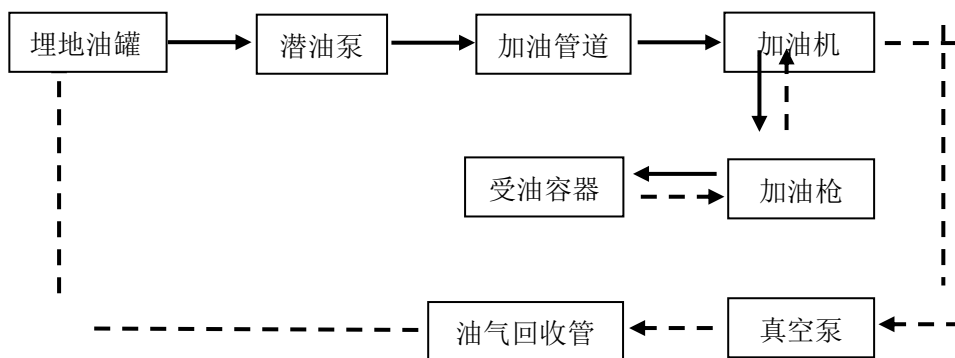 埋地油罐
潜油泵
加油管道
加油机
受油容器
加油枪
油气回收管
真空泵